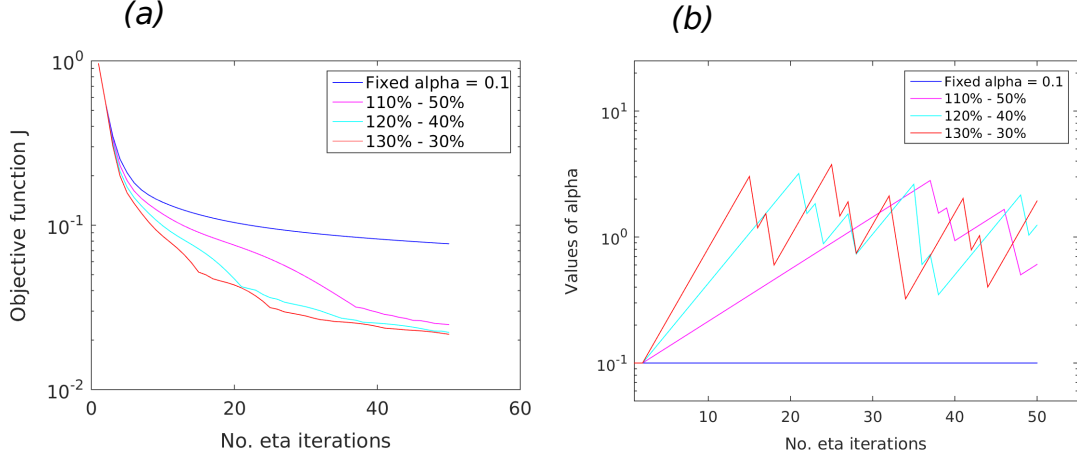 (a)
10^0
10^-1
10^-2
Objective function J
0
20
40
60
No. eta iterations
Fixed alpha = 0.1
110% - 50%
120% - 40%
130% - 30%
(b)
10^1
10^0
10^-1
Values of alpha
10
20
30
40
50
No. eta iterations
Fixed alpha = 0.1
110% - 50%
120% - 40%
130% - 30%